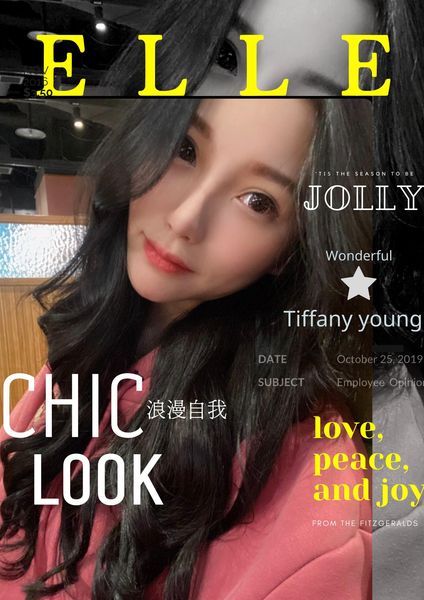 ELLE
'TIS THE SEASON TO BE
JOLLY
Wonderful
Tiffany young
DATE October 25, 2019
SUBJECT Employee Opinion
CHIC
浪漫自我
LOOK
love,
peace,
and joy
FROM THE FITZGERALDS